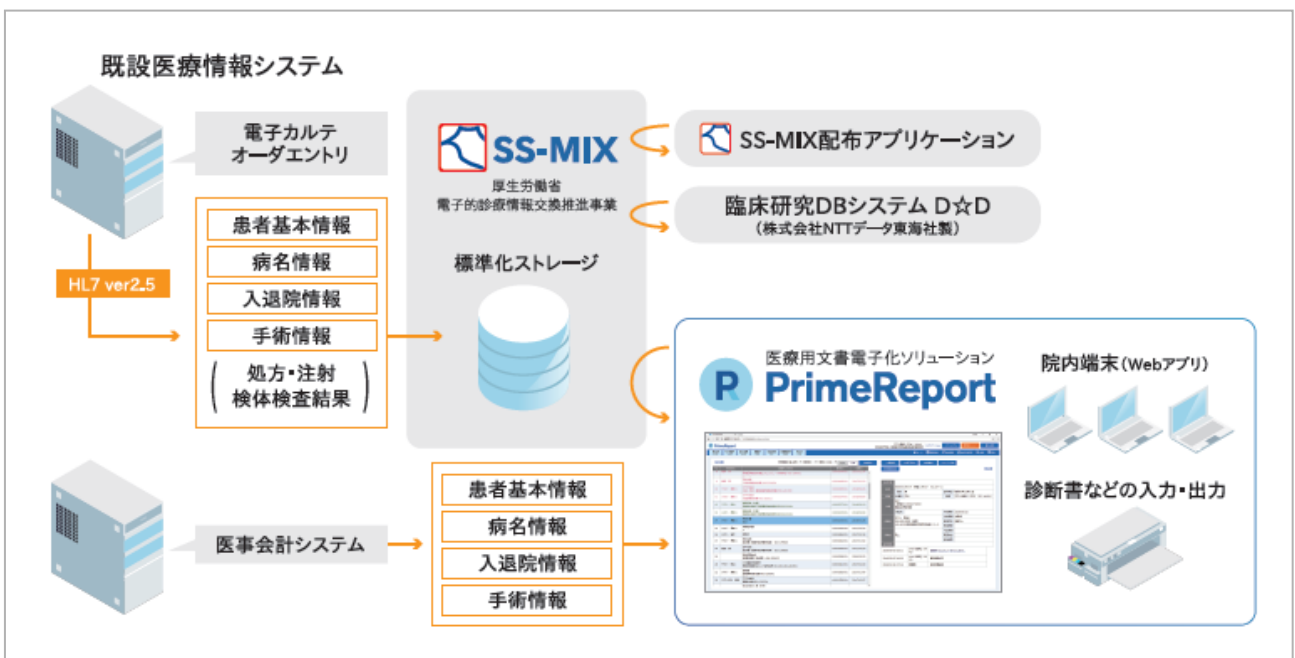 既設医療情報システム
電子カルテ
オーダエントリ
HL7 ver2.5
患者基本情報
病名情報
入退院情報
手術情報
処方・注射
検体検査結果
SS-MIX
厚生労働省
電子的診療情報交換推進事業
標準化ストレージ
SS-MIX配布アプリケーション
臨床研究DBシステム D☆D
(株式会社NTTデータ東海社製)
医事会計システム
患者基本情報
病名情報
入退院情報
手術情報
医療用文書電子化ソリューション
P PrimeReport
院内端末(Webアプリ)
診断書などの入力・出力